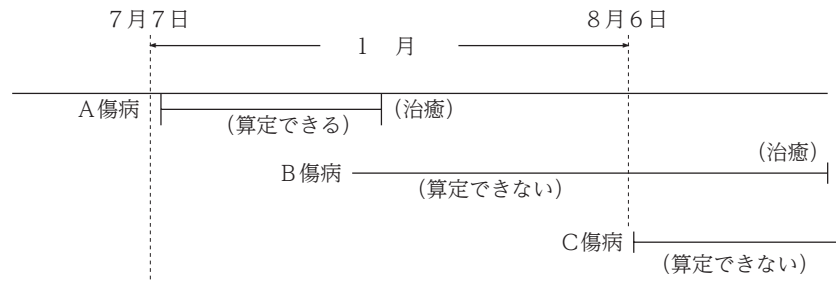 7月7日 8月6日
1 月
A傷病 (算定できる) (治癒)
B傷病 (算定できない) (治癒)
C傷病 (算定できない)